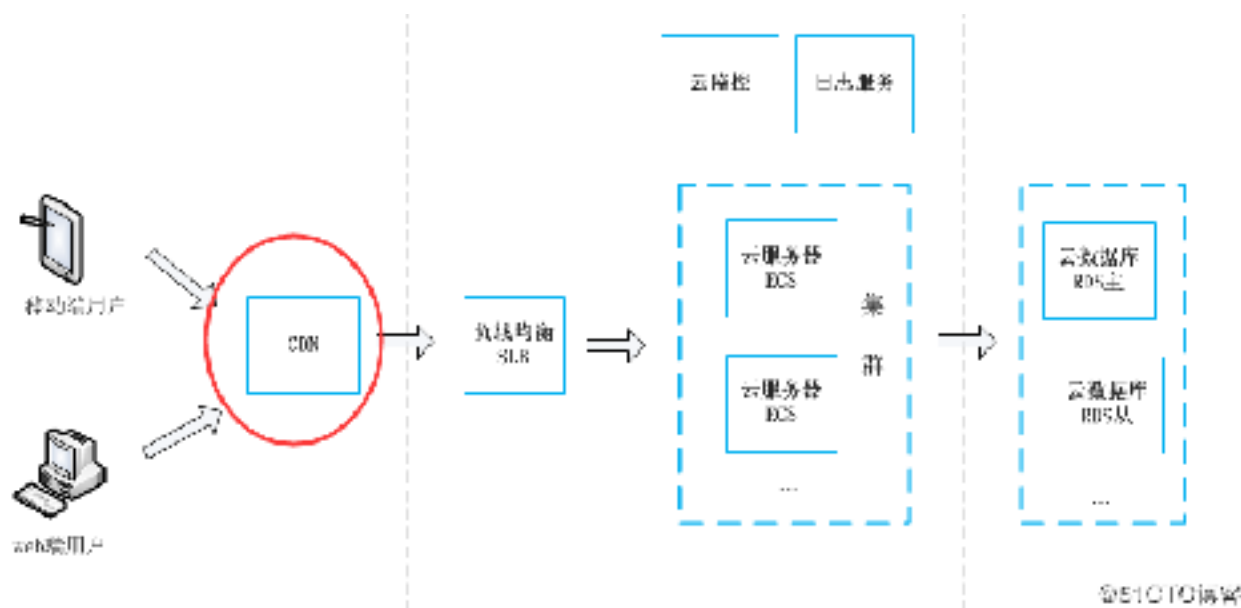 云监控
日志服务
移动端用户
CDN
负载均衡
SLB
云服务器
ECS
集
群
云服务器
ECS
...
云数据库
RDS主
云数据库
RDS从
...
web端用户
@51CTO博客